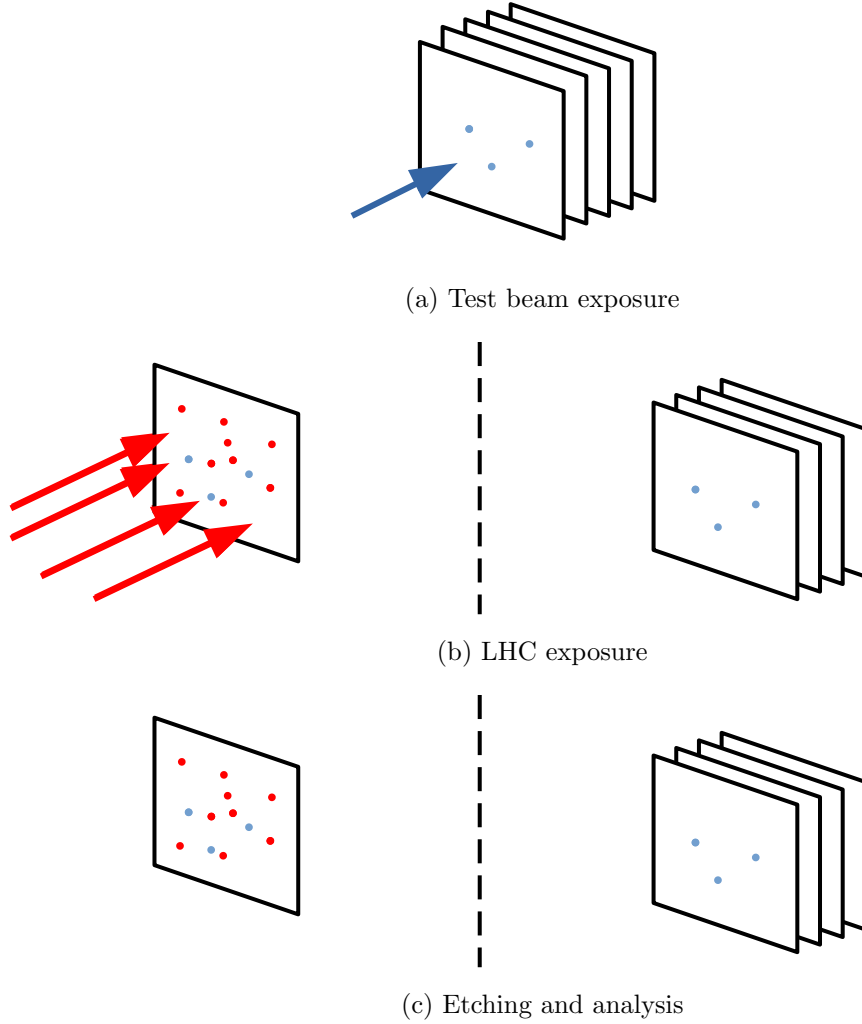 (a) Test beam exposure
(b) LHC exposure
(c) Etching and analysis